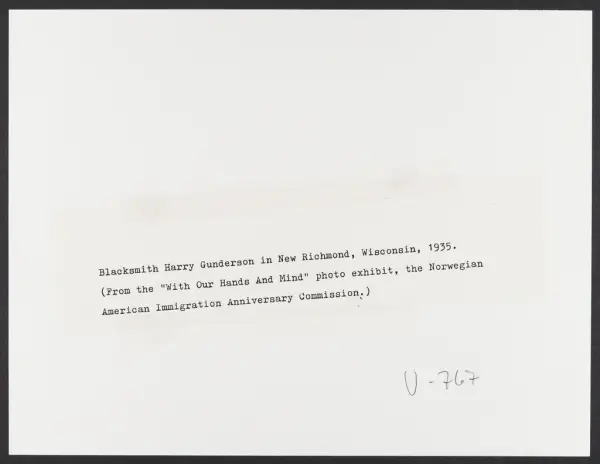 Blacksmith Harry Gunderson in New Richmond, Wisconsin, 1935.
(From the "With Our Hands And Mind" photo exhibit, the Norwegian
American Immigration Anniversary Commission.)
U-767